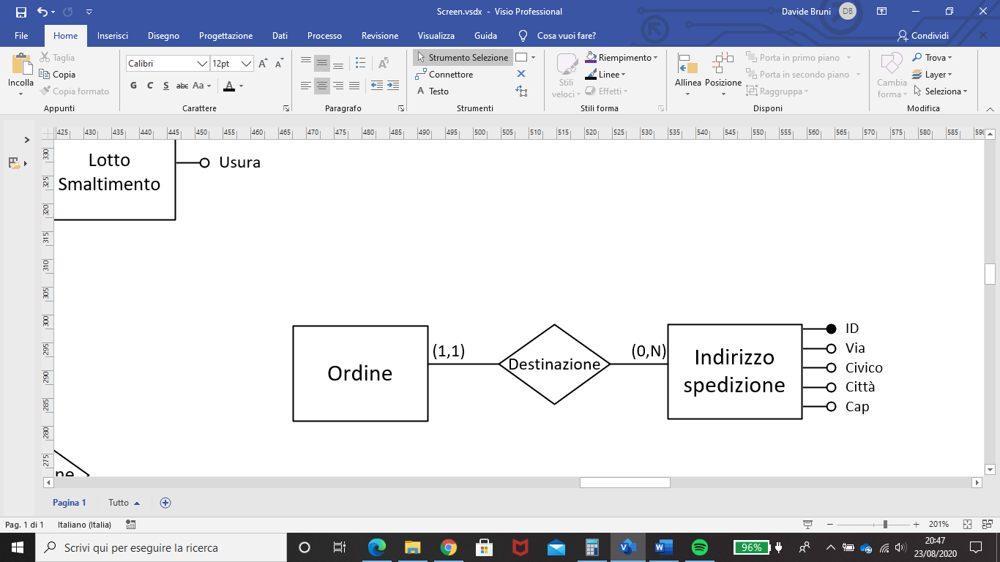 Screen.vsdx - Visio Professional
Davide Bruni
DB
File
Home
Inserisci
Disegno
Progettazione
Dati
Processo
Revisione
Visualizza
Guida
Cosa vuoi fare?
Condividi
Incolla
Taglia
Copia
Copia formato
Appunti
Calibri
12pt
G C S abc Aa A
Carattere
Paragrafo
Strumento Selezione
Connettore
A Testo
Strumenti
Stili veloci
Riempimento
Linee
Effetti
Stili forma
Allinea
Posizione
Porta in primo piano
Porta in secondo piano
Raggruppa
Disponi
Cambia forma
Trova
Layer
Seleziona
Modifica
425 430 435 440 445 450 455 460 465 470 475 480 485 490 495 500 505 510 515 520 525 530 535 540 545 550 555 560 565 570 575 580 585 590
330
325
320
315
310
305
300
295
290
285
280
275
Lotto
Smaltimento
Usura
Ordine
(1,1)
Destinazione
(0,N)
Indirizzo
spedizione
ID
Via
Civico
Città
Cap
ne
Pagina 1
Tutto
Pag. 1 di 1
Italiano (Italia)
201%
Scrivi qui per eseguire la ricerca
96%
20:47
23/08/2020